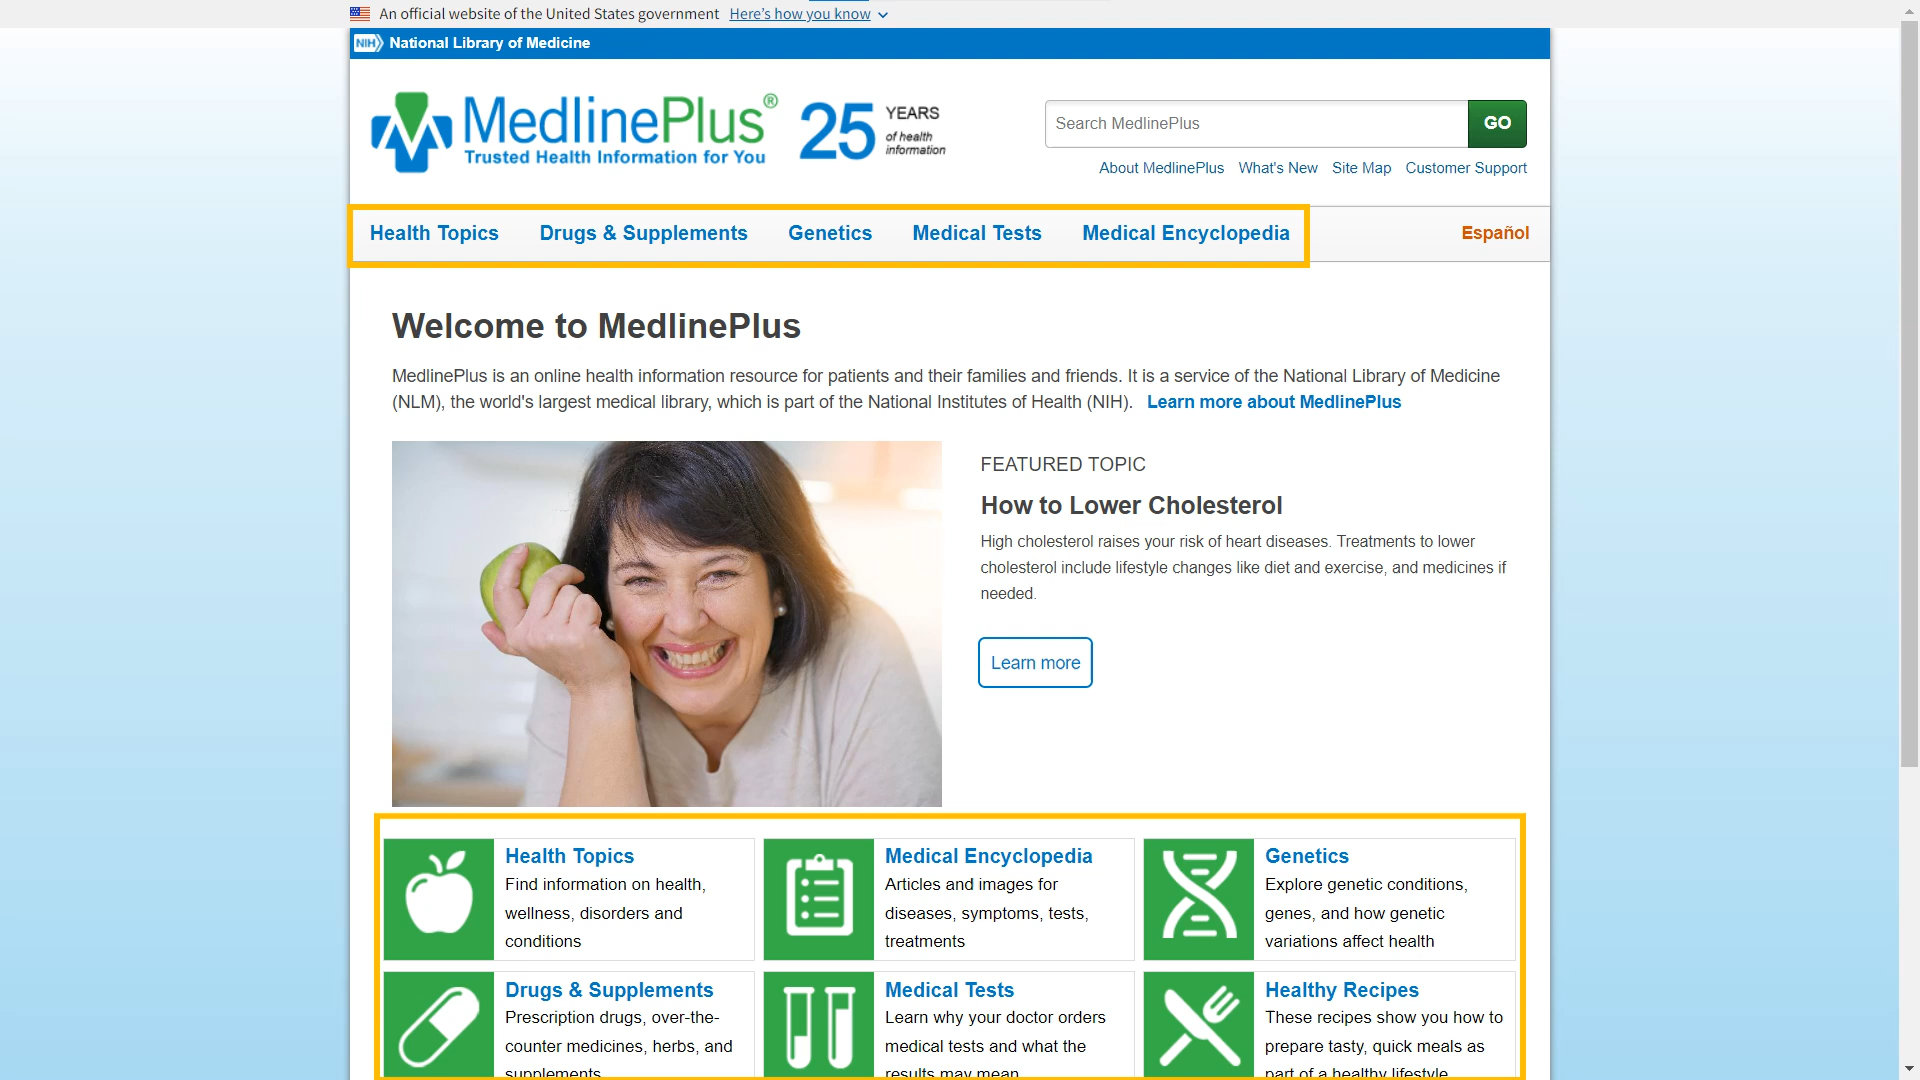 An official website of the United States government Here’s how you know
NIH National Library of Medicine
MedlinePlus®
Trusted Health Information for You
25 YEARS
of health
information
Search MedlinePlus
GO
About MedlinePlus What's New Site Map Customer Support
Health Topics Drugs & Supplements Genetics Medical Tests Medical Encyclopedia Español
Welcome to MedlinePlus
MedlinePlus is an online health information resource for patients and their families and friends. It is a service of the National Library of Medicine
(NLM), the world's largest medical library, which is part of the National Institutes of Health (NIH). Learn more about MedlinePlus
FEATURED TOPIC
How to Lower Cholesterol
High cholesterol raises your risk of heart diseases. Treatments to lower
cholesterol include lifestyle changes like diet and exercise, and medicines if
needed.
Learn more
Health Topics
Find information on health,
wellness, disorders and
conditions
Medical Encyclopedia
Articles and images for
diseases, symptoms, tests,
treatments
Genetics
Explore genetic conditions,
genes, and how genetic
variations affect health
Drugs & Supplements
Prescription drugs, over-the-
counter medicines, herbs, and
supplements
Medical Tests
Learn why your doctor orders
medical tests and what the
results may mean
Healthy Recipes
These recipes show you how to
prepare tasty, quick meals as
part of a healthy lifestyle